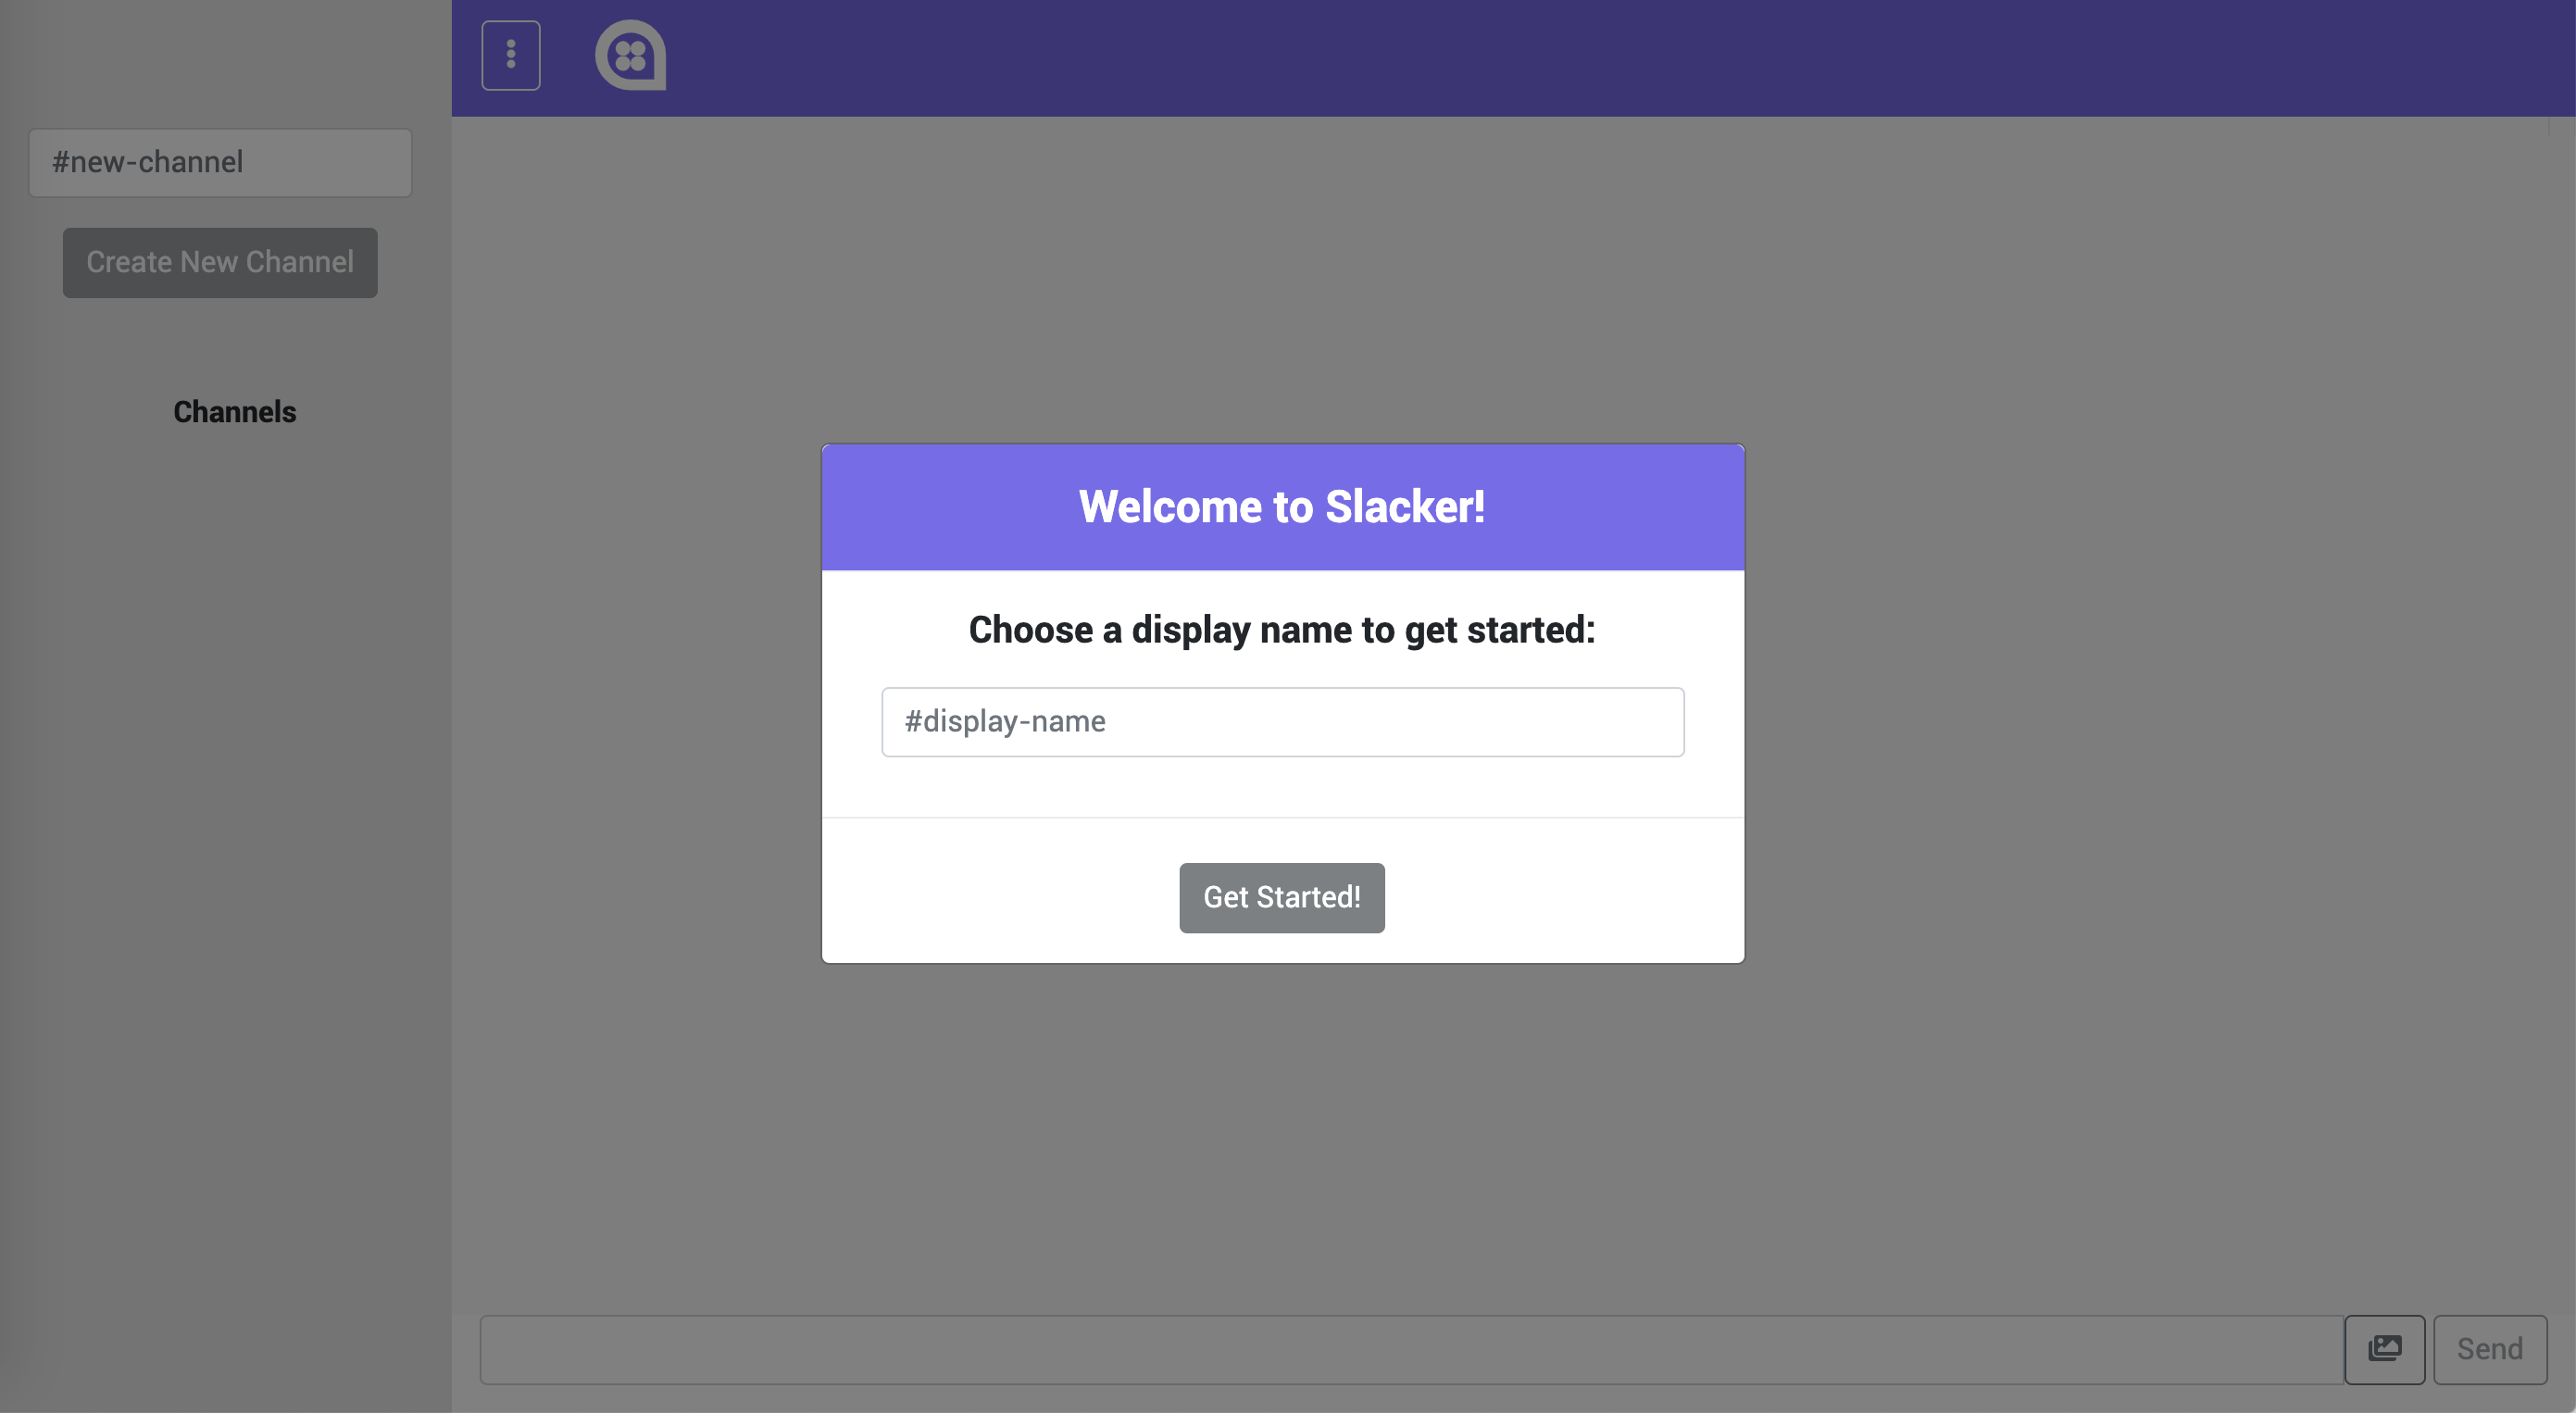 #new-channel
Create New Channel
Channels
Welcome to Slacker!
Choose a display name to get started:
#display-name
Get Started!
Send